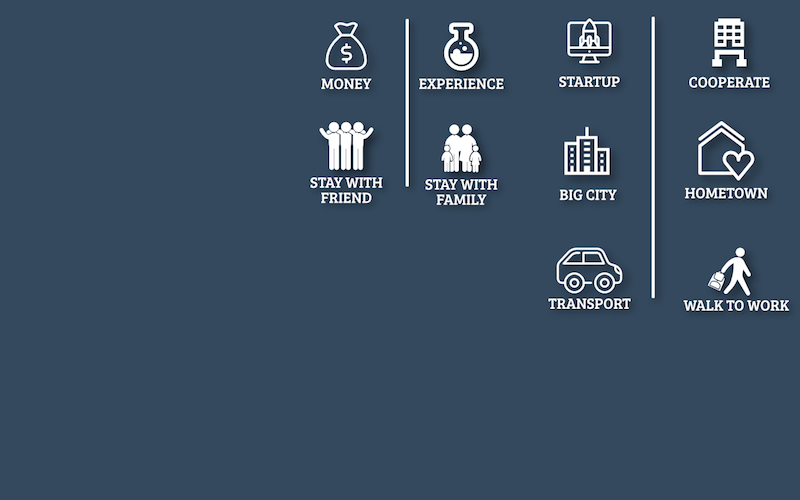 MONEY
EXPERIENCE
STARTUP
COOPERATE
STAY WITH
FRIEND
STAY WITH
FAMILY
BIG CITY
HOMETOWN
TRANSPORT
WALK TO WORK